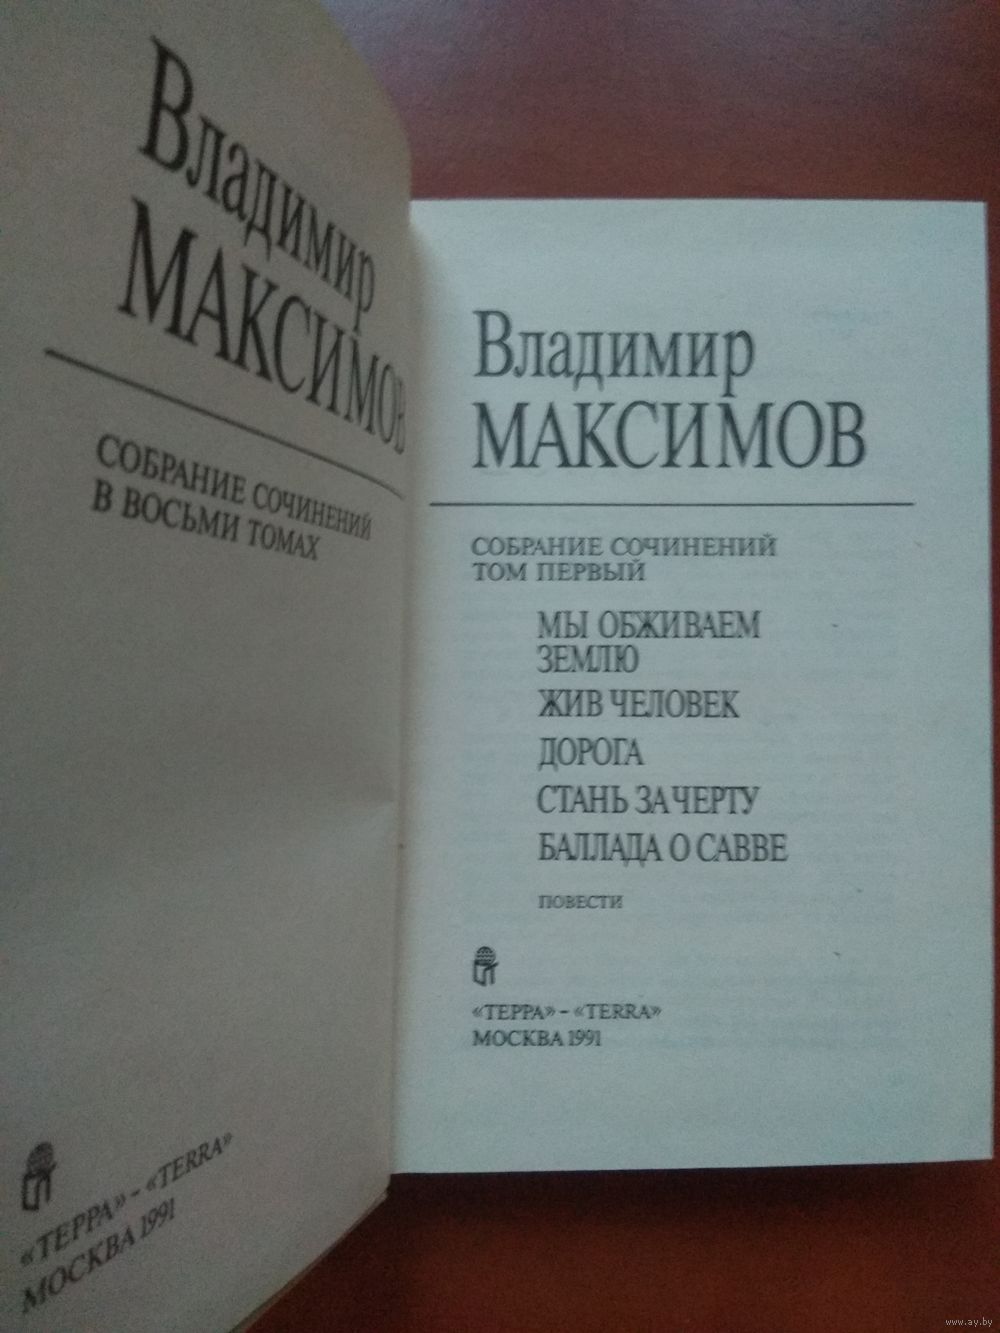 Владимир
МАКСИМОВ
СОБРАНИЕ СОЧИНЕНИЙ
В ВОСЬМИ ТОМАХ
«ТЕРРА» – «TERRA»
МОСКВА 1991
Владимир
МАКСИМОВ
СОБРАНИЕ СОЧИНЕНИЙ
ТОМ ПЕРВЫЙ
МЫ ОБЖИВАЕМ
ЗЕМЛЮ
ЖИВ ЧЕЛОВЕК
ДОРОГА
СТАНЬ ЗА ЧЕРТУ
БАЛЛАДА О САВВЕ
ПОВЕСТИ
«ТЕРРА» – «TERRA»
МОСКВА 1991
www.ay.by